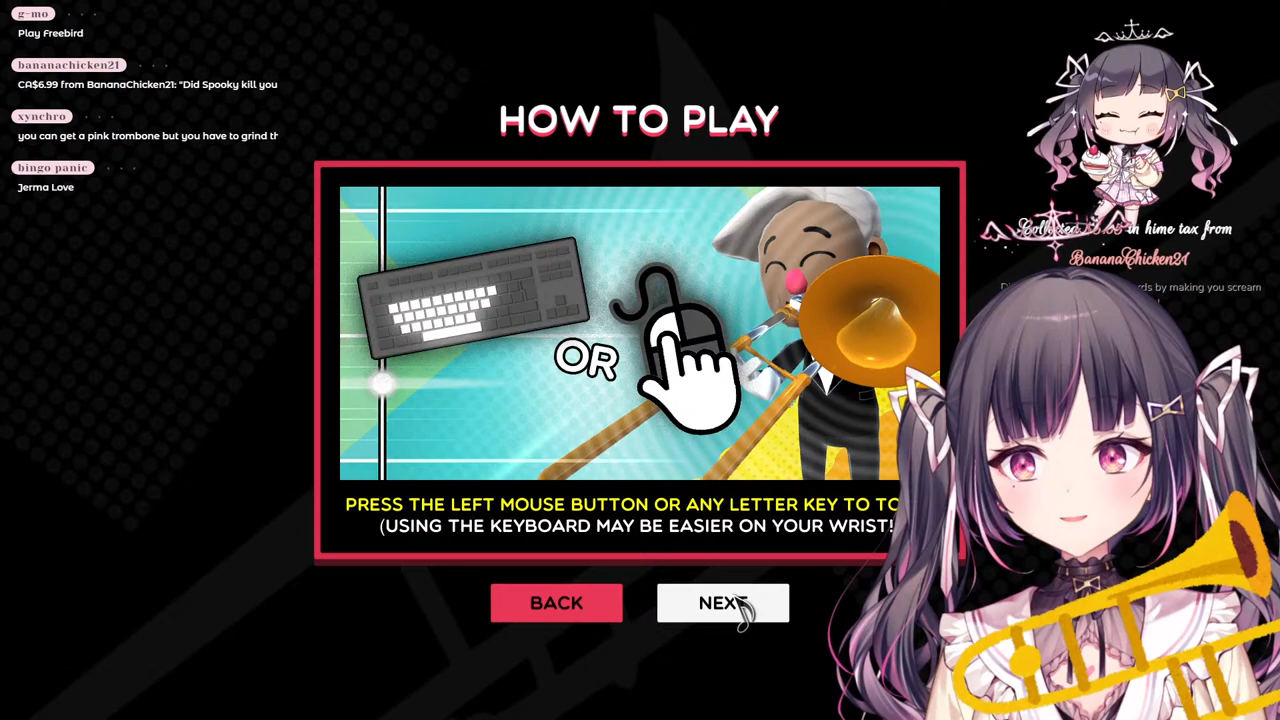 g-mo
Play Freebird
bananachicken21
CA$6.99 from BananaChicken21: "Did Spooky kill you
xynchro
you can get a pink trombone but you have to grind th
bingo panic
Jerma Love
HOW TO PLAY
OR
PRESS THE LEFT MOUSE BUTTON OR ANY LETTER KEY TO TO
(USING THE KEYBOARD MAY BE EASIER ON YOUR WRIST!
BACK
NEXT
in hime tax from
BananaChicken21
by making you scream